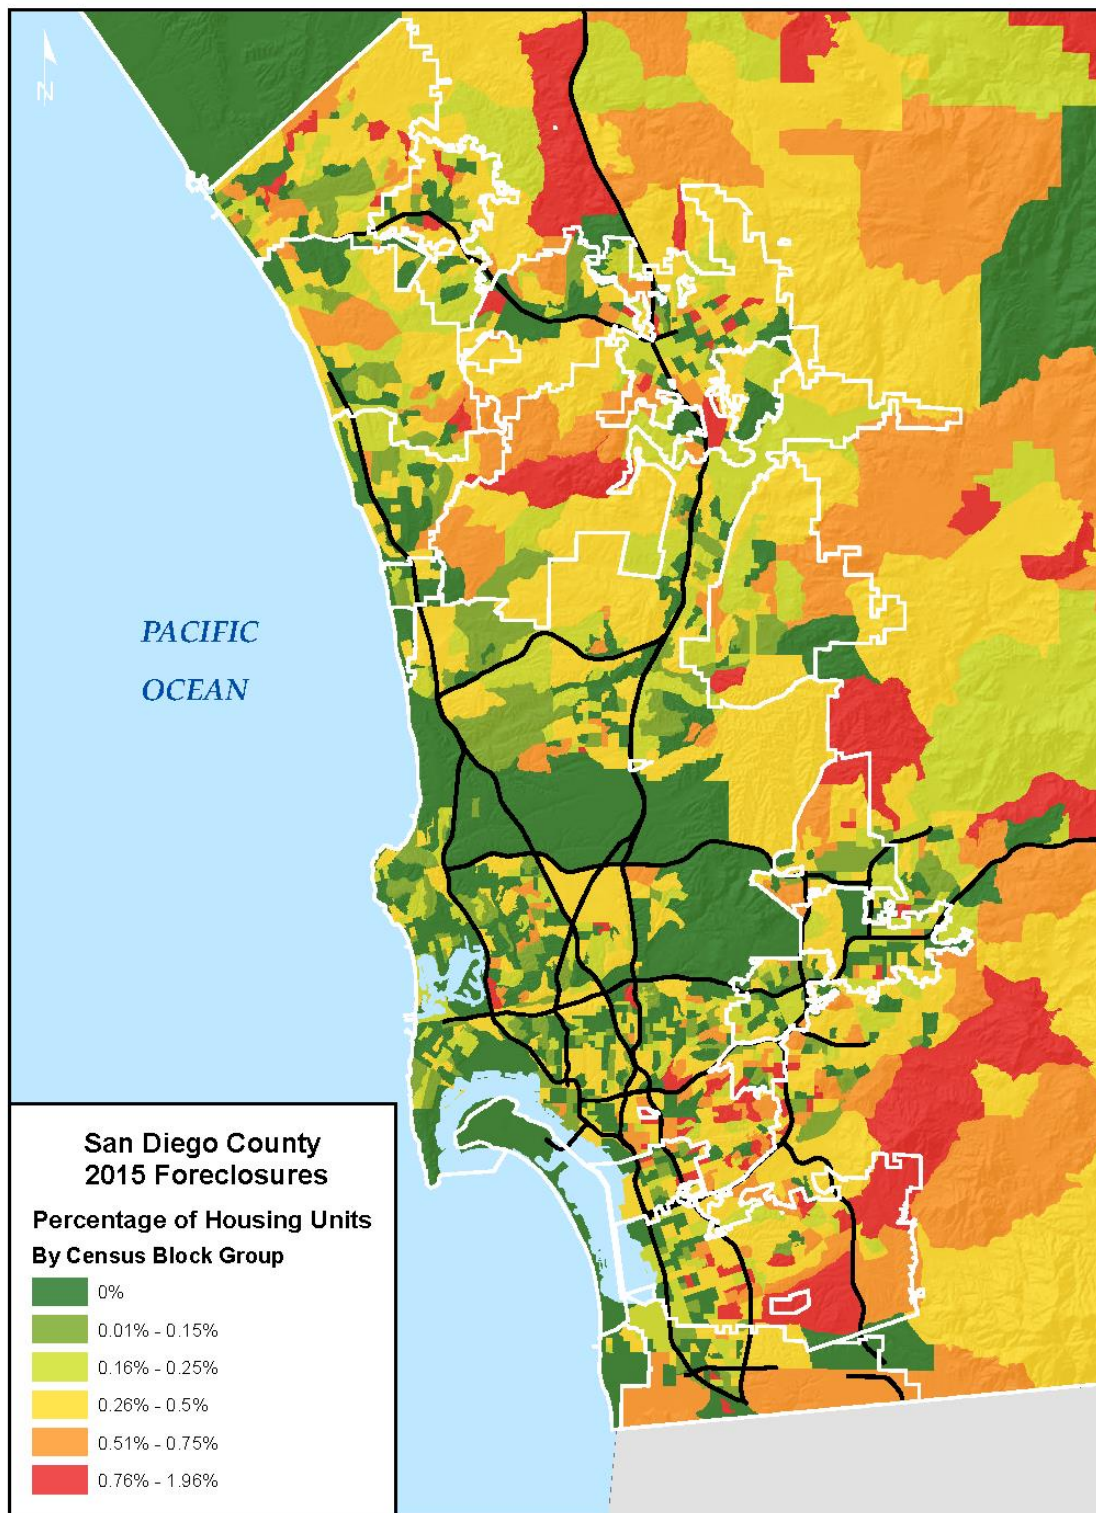 N
PACIFIC
OCEAN
San Diego County
2015 Foreclosures
Percentage of Housing Units
By Census Block Group
0%
0.01% - 0.15%
0.16% - 0.25%
0.26% - 0.5%
0.51% - 0.75%
0.76% - 1.96%